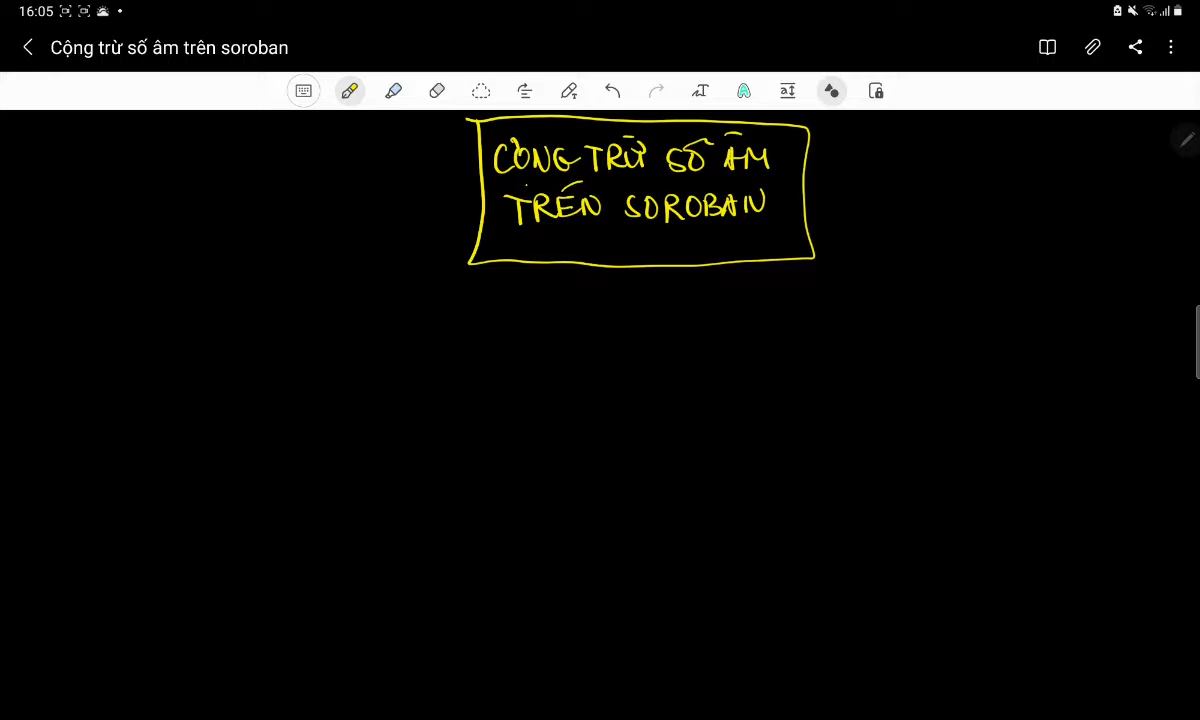 16:05
Cộng trừ số âm trên soroban
CỘNG TRỪ SỐ ÂM
TRÊN SOROBAN